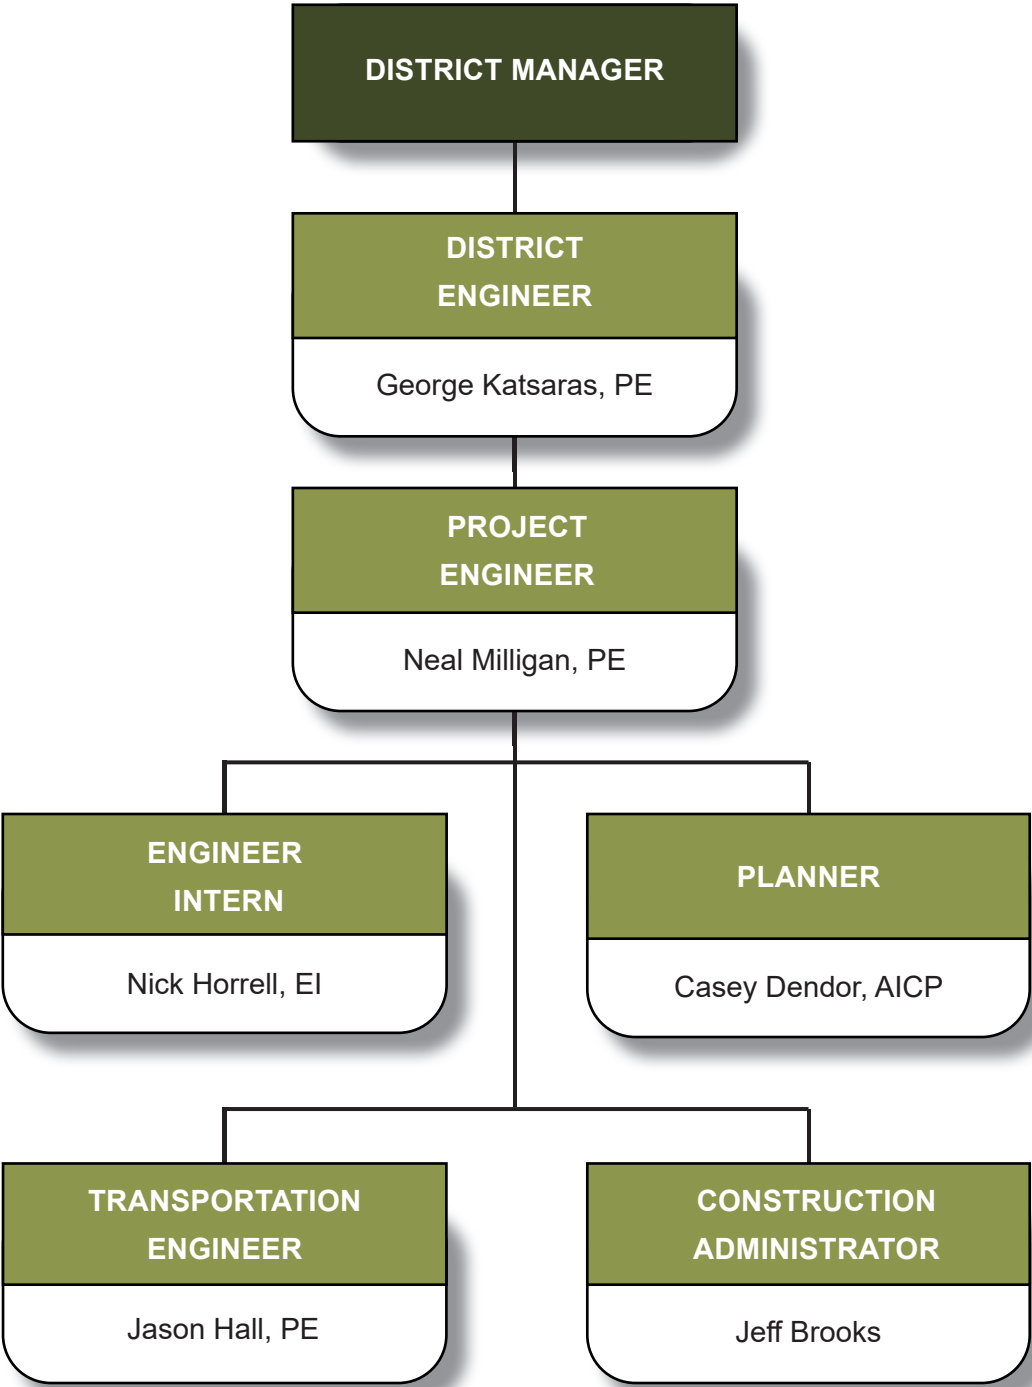 DISTRICT MANAGER
DISTRICT
ENGINEER
George Katsaras, PE
PROJECT
ENGINEER
Neal Milligan, PE
ENGINEER
INTERN
Nick Horrell, EI
PLANNER
Casey Dendor, AICP
TRANSPORTATION
ENGINEER
Jason Hall, PE
CONSTRUCTION
ADMINISTRATOR
Jeff Brooks